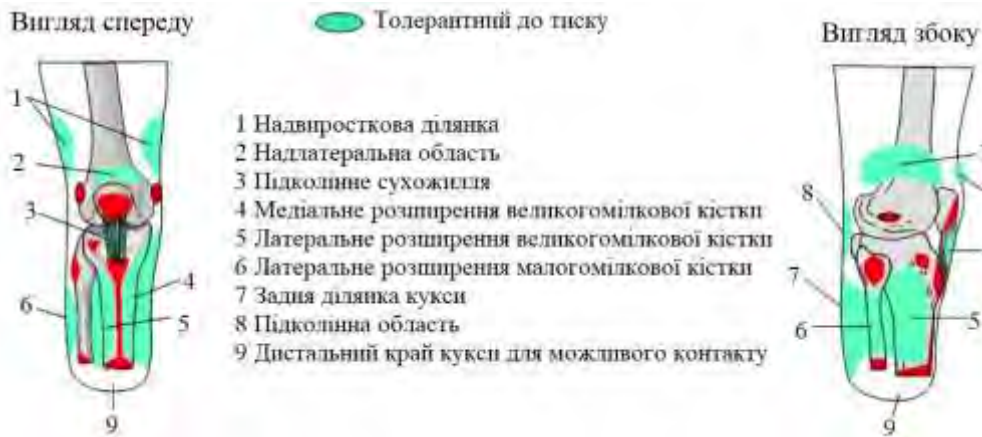 Вигляд спереду
Толерантний до тиску
Вигляд збоку
1 Надвиросткова ділянка
2 Надлатеральна область
3 Підколінне сухожилля
4 Медіальне розширення великогомілкової кістки
5 Латеральне розширення великогомілкової кістки
6 Латеральне розширення малогомілкової кістки
7 Задня ділянка кукси
8 Підколінна область
9 Дистальний край кукси для можливого контакту
1
2
3
4
5
6
9
8
7
6
5
9